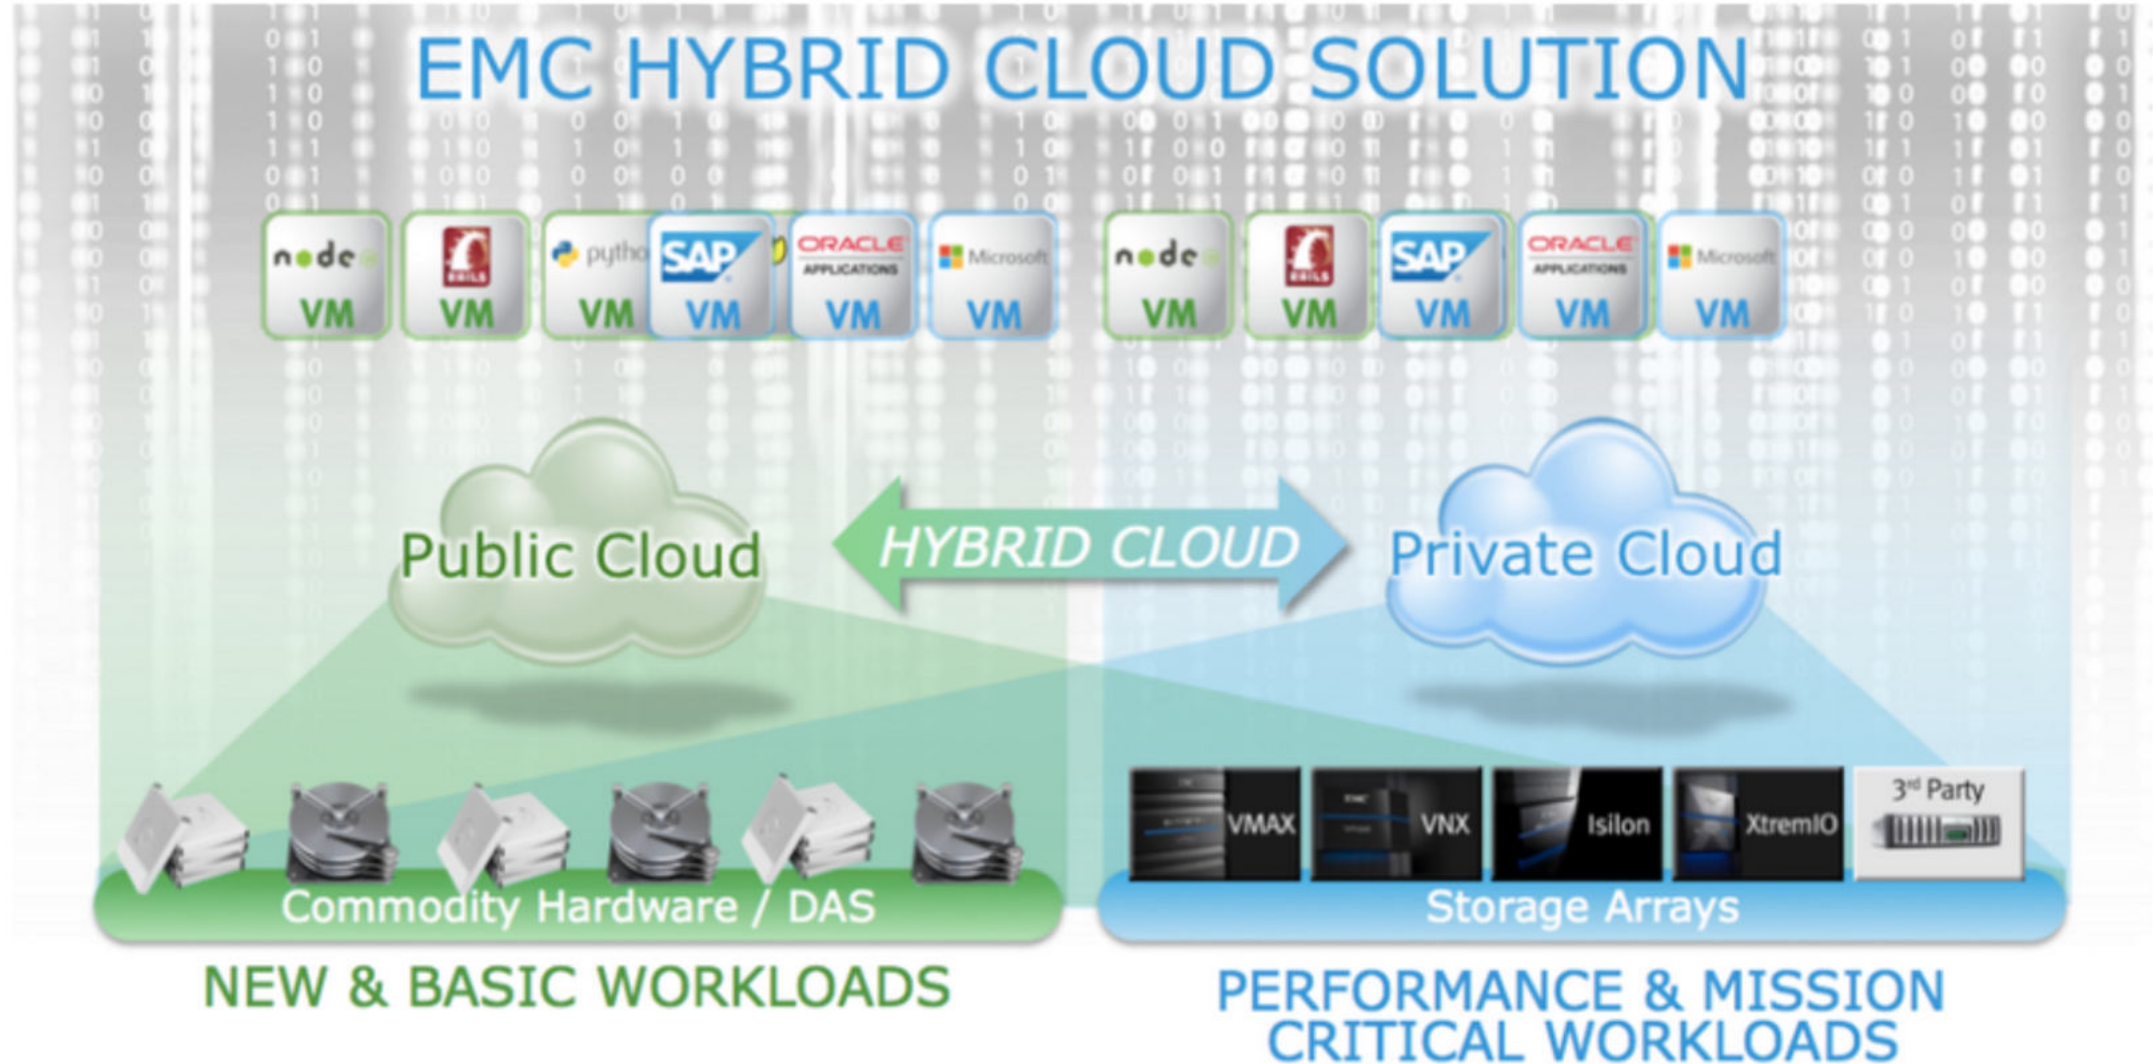 EMC HYBRID CLOUD SOLUTION
node
VM
RAILS
VM
pytho
VM
SAP
VM
ORACLE
APPLICATIONS
VM
Microsoft
VM
node
VM
RAILS
VM
SAP
VM
ORACLE
APPLICATIONS
VM
Microsoft
VM
Public Cloud
HYBRID CLOUD
Private Cloud
VMAX
VNX
Isilon
XtremIO
3rd Party
Commodity Hardware / DAS
Storage Arrays
NEW & BASIC WORKLOADS
PERFORMANCE & MISSION
CRITICAL WORKLOADS